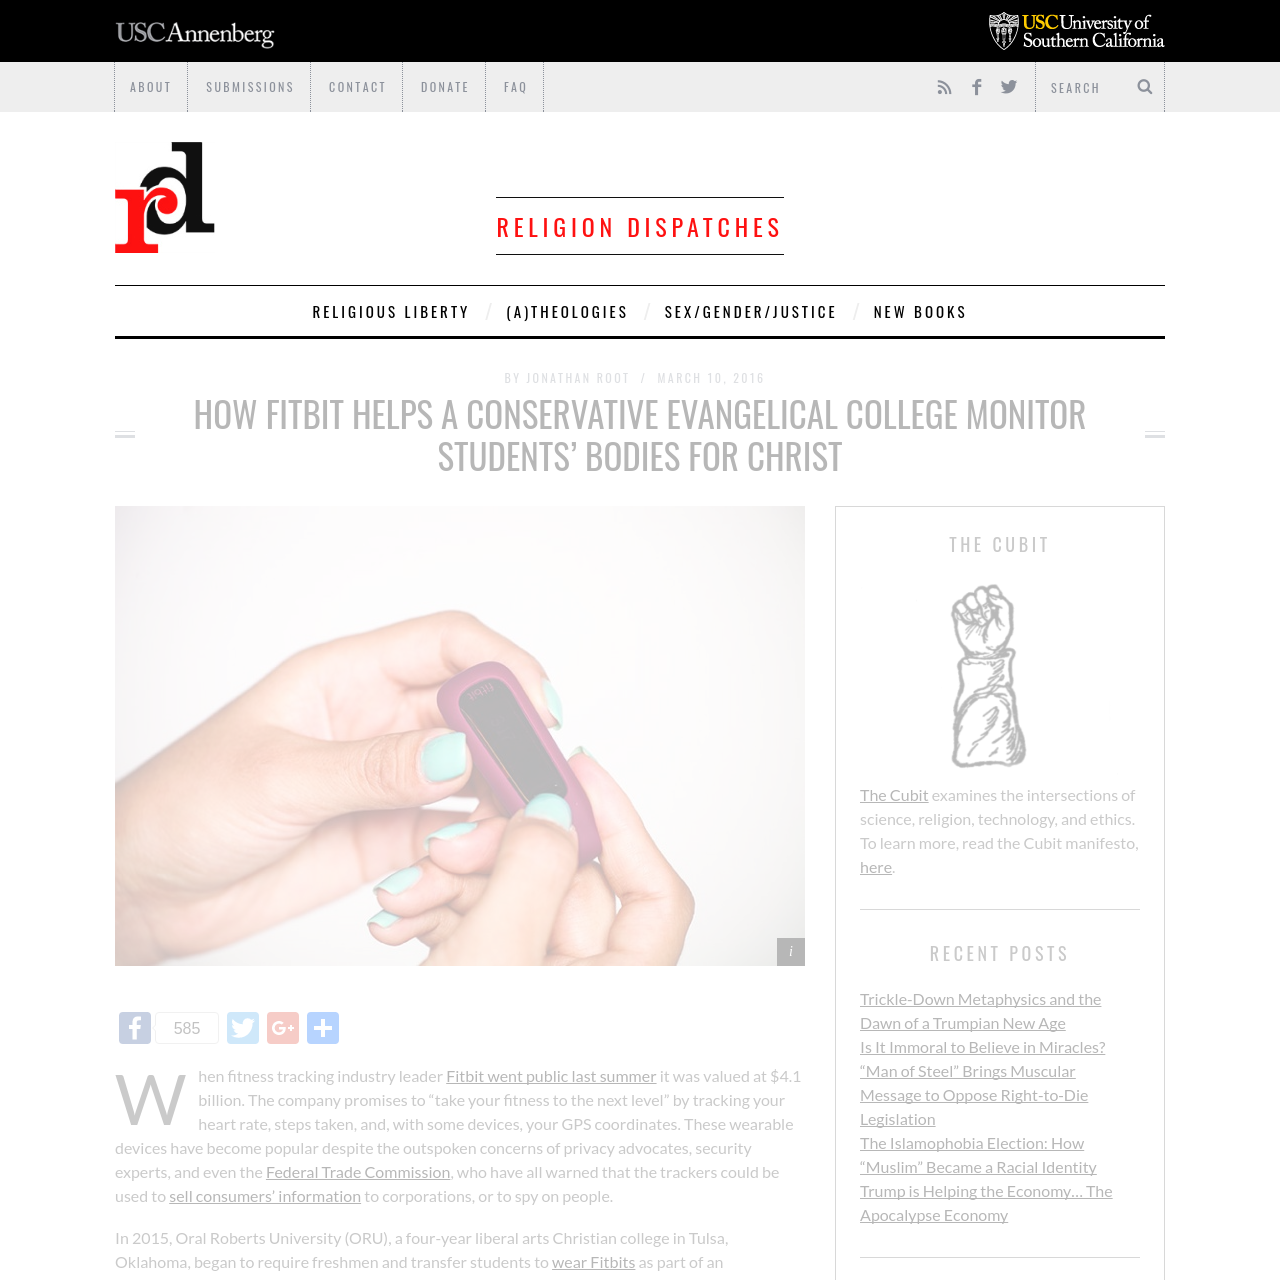 USCAnnenberg
USC University of
Southern California
ABOUT
SUBMISSIONS
CONTACT
DONATE
FAQ
SEARCH
rd
RELIGION DISPATCHES
RELIGIOUS LIBERTY / (A)THEOLOGIES / SEX/GENDER/JUSTICE / NEW BOOKS
BY JONATHAN ROOT / MARCH 10, 2016
HOW FITBIT HELPS A CONSERVATIVE EVANGELICAL COLLEGE MONITOR
STUDENTS’ BODIES FOR CHRIST
fitbit
i
585
When fitness tracking industry leader Fitbit went public last summer it was valued at $4.1
billion. The company promises to “take your fitness to the next level” by tracking your
heart rate, steps taken, and, with some devices, your GPS coordinates. These wearable
devices have become popular despite the outspoken concerns of privacy advocates, security
experts, and even the Federal Trade Commission, who have all warned that the trackers could be
used to sell consumers’ information to corporations, or to spy on people.
In 2015, Oral Roberts University (ORU), a four-year liberal arts Christian college in Tulsa,
Oklahoma, began to require freshmen and transfer students to wear Fitbits as part of an
THE CUBIT
The Cubit examines the intersections of
science, religion, technology, and ethics.
To learn more, read the Cubit manifesto,
here.
RECENT POSTS
Trickle-Down Metaphysics and the
Dawn of a Trumpian New Age
Is It Immoral to Believe in Miracles?
“Man of Steel” Brings Muscular
Message to Oppose Right-to-Die
Legislation
The Islamophobia Election: How
“Muslim” Became a Racial Identity
Trump is Helping the Economy… The
Apocalypse Economy